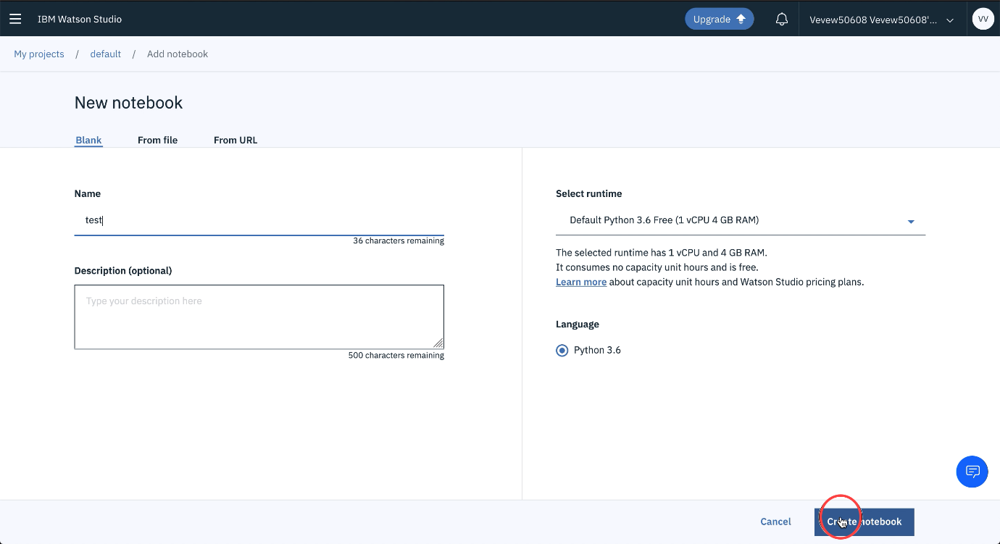 IBM Watson Studio
Upgrade
Vevew50608 Vevew50608'...
VV
My projects / default / Add notebook
New notebook
Blank
From file
From URL
Name
test
36 characters remaining
Description (optional)
Type your description here
500 characters remaining
Select runtime
Default Python 3.6 Free (1 vCPU 4 GB RAM)
The selected runtime has 1 vCPU and 4 GB RAM.
It consumes no capacity unit hours and is free.
Learn more about capacity unit hours and Watson Studio pricing plans.
Language
Python 3.6
Cancel
Create notebook